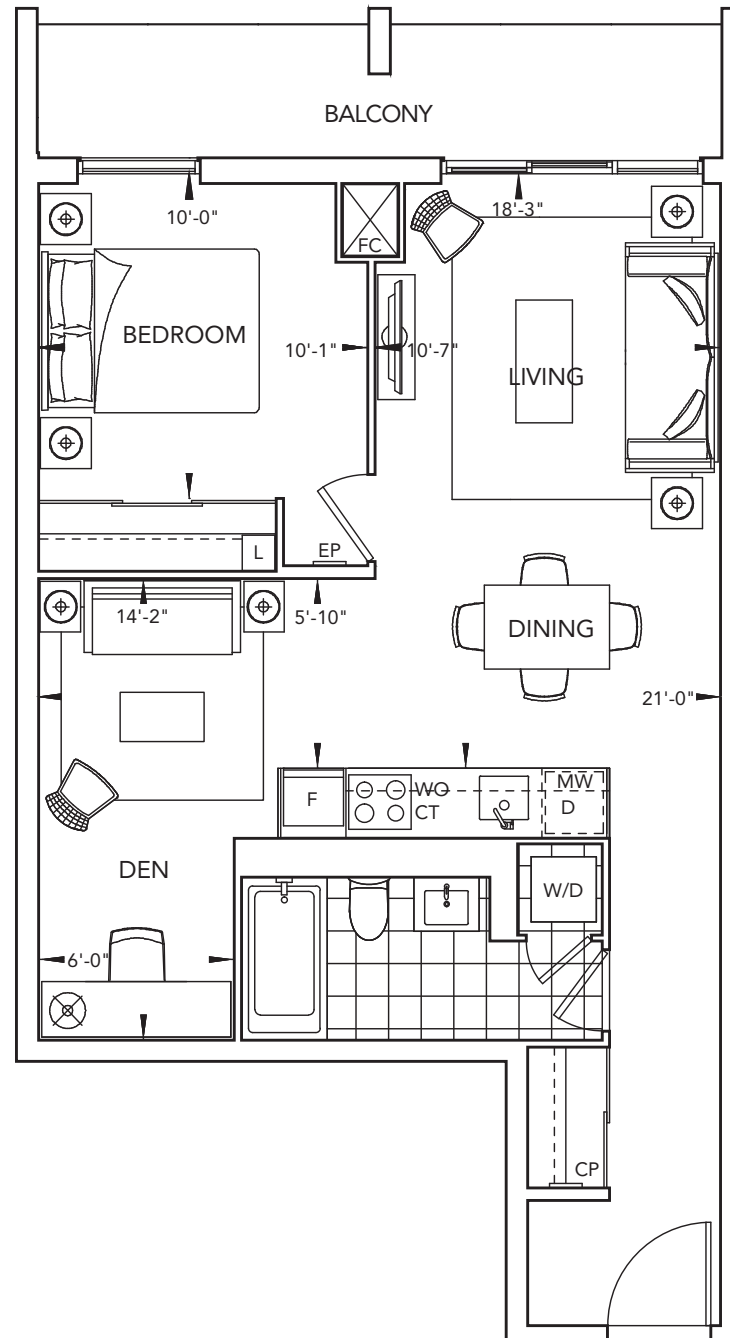 BALCONY
10'-0"
18'-3"
FC
BEDROOM
10'-1"
10'-7"
LIVING
L
EP
14'-2"
5'-10"
DINING
21'-0"
F
WO
CT
MW
D
DEN
W/D
6'-0"
CP